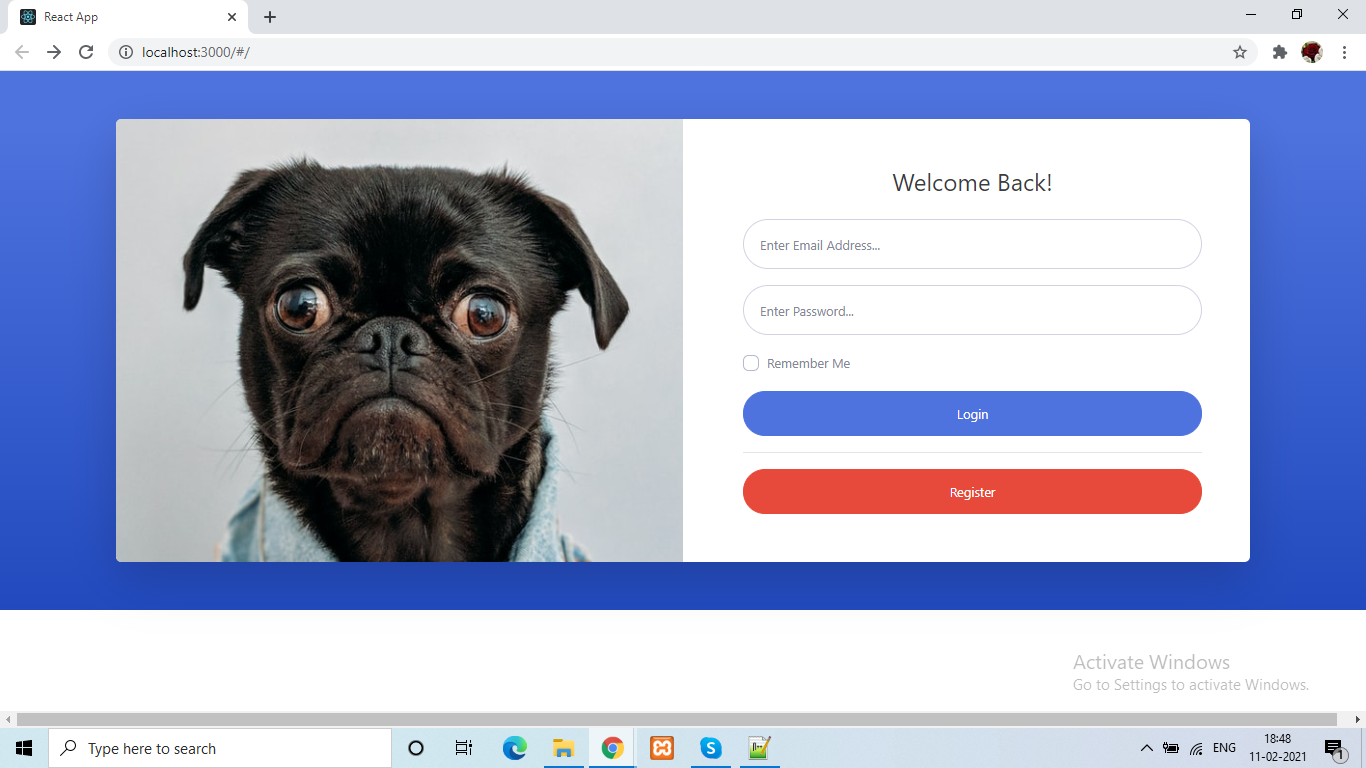 React App
localhost:3000/#/
Welcome Back!
Enter Email Address...
Enter Password...
Remember Me
Login
Register
Activate Windows
Go to Settings to activate Windows.
Type here to search
ENG
18:48
11-02-2021
1